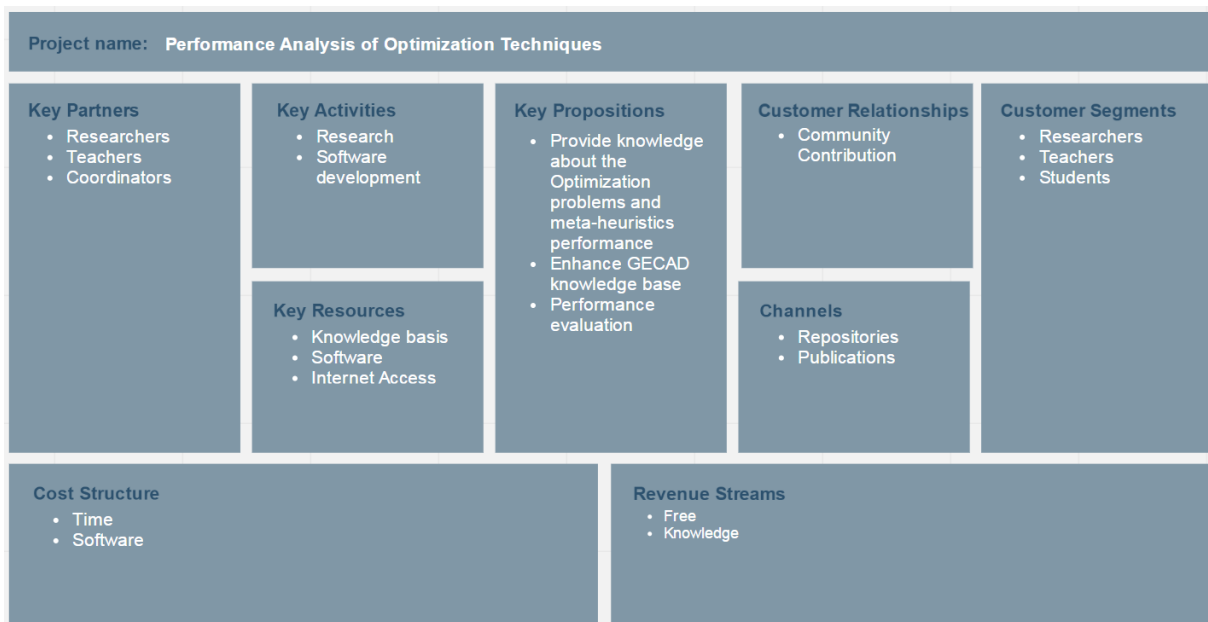 Project name: Performance Analysis of Optimization Techniques
Key Partners
• Researchers
• Teachers
• Coordinators
Key Activities
• Research
• Software
development
Key Resources
• Knowledge basis
• Software
• Internet Access
Key Propositions
• Provide knowledge
about the
Optimization
problems and
meta-heuristics
performance
• Enhance GECAD
knowledge base
• Performance
evaluation
Customer Relationships
• Community
Contribution
Channels
• Repositories
• Publications
Customer Segments
• Researchers
• Teachers
• Students
Cost Structure
• Time
• Software
Revenue Streams
• Free
• Knowledge